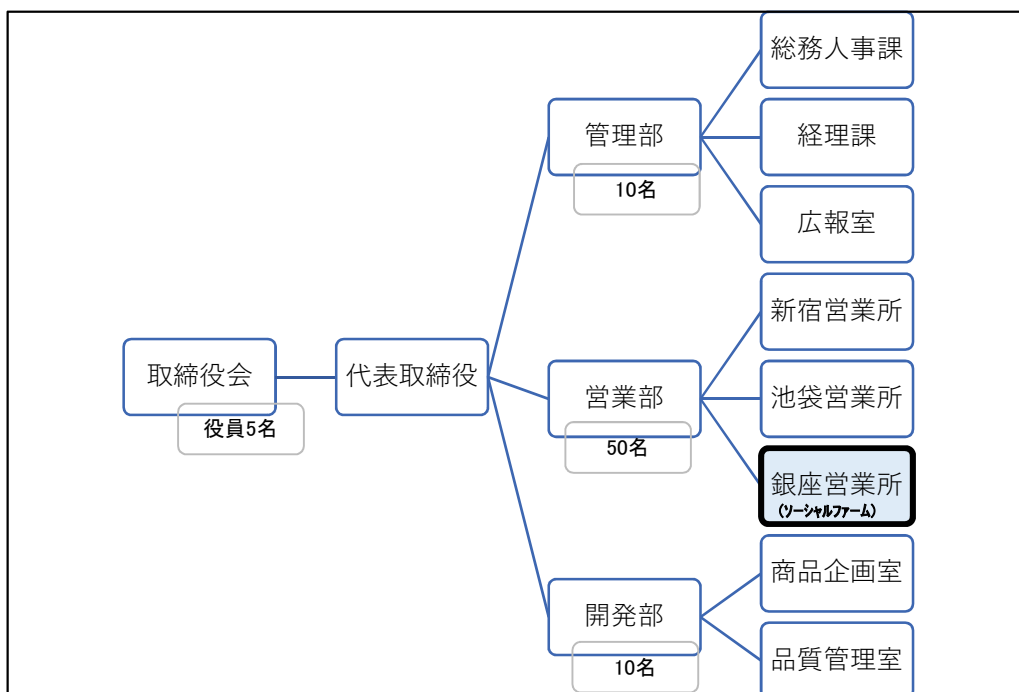 総務人事課
管理部
10名
経理課
広報室
取締役会
役員5名
代表取締役
営業部
50名
新宿営業所
池袋営業所
銀座営業所
(ソーシャルファーム)
開発部
10名
商品企画室
品質管理室